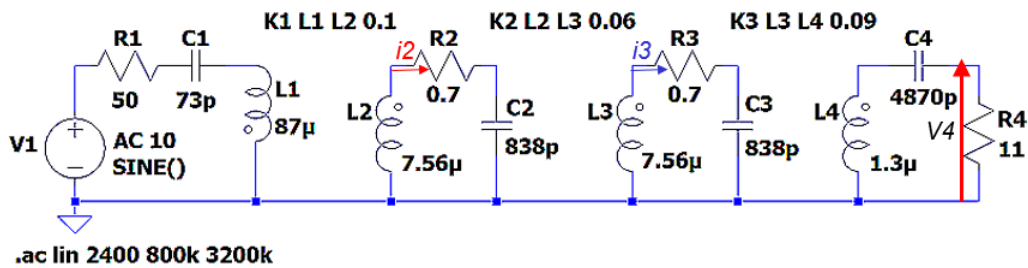 K1 L1 L2 0.1
K2 L2 L3 0.06
K3 L3 L4 0.09
R1
C1
i2
R2
i3
R3
C4
50
73p
L1
87µ
L2
0.7
C2
838p
7.56µ
L3
0.7
C3
838p
7.56µ
L4
4870p
V4
R4
11
1.3µ
V1
AC 10
SINE()
.ac lin 2400 800k 3200k